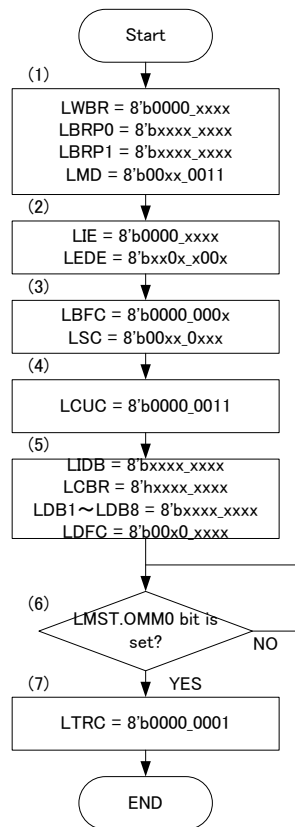 Start
(1)
LWBR = 8'b0000_xxxx
LBRP0 = 8'bxxxx_xxxx
LBRP1 = 8'bxxxx_xxxx
LMD = 8'b00xx_0011
(2)
LIE = 8'b0000_xxxx
LEDE = 8'bxx0x_x00x
(3)
LBFC = 8'b0000_000x
LSC = 8'b00xx_0xxx
(4)
LCUC = 8'b0000_0011
(5)
LIDB = 8'bxxxx_xxxx
LCBR = 8'hxxxx_xxxx
LDB1～LDB8 = 8'bxxxx_xxxx
LDFC = 8'b00x0_xxxx
(6)
LMST.OMM0 bit is
set?
NO
YES
(7)
LTRC = 8'b0000_0001
END